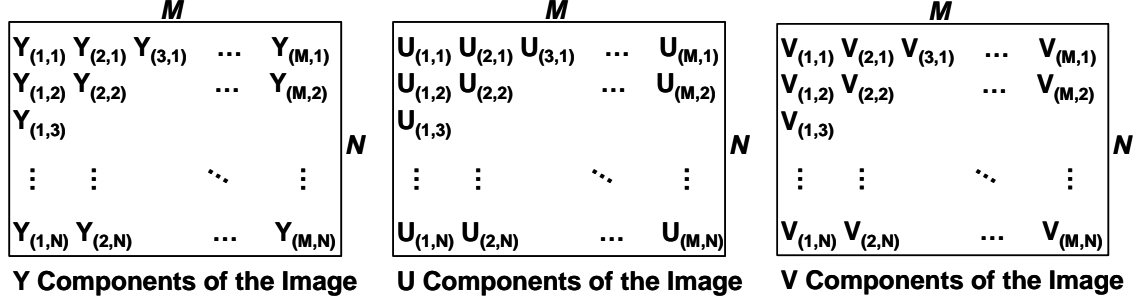 M M M
Y(1,1) Y(2,1) Y(3,1) ... Y(M,1) U(1,1) U(2,1) U(3,1) ... U(M,1) V(1,1) V(2,1) V(3,1) ... V(M,1)
Y(1,2) Y(2,2) ... Y(M,2) U(1,2) U(2,2) ... U(M,2) V(1,2) V(2,2) ... V(M,2)
Y(1,3) U(1,3) V(1,3)
N N N
⋮ ⋮ ⋱ ⋮ ⋮ ⋮ ⋱ ⋮ ⋮ ⋮ ⋱ ⋮
Y(1,N) Y(2,N) ... Y(M,N) U(1,N) U(2,N) ... U(M,N) V(1,N) V(2,N) ... V(M,N)
Y Components of the Image U Components of the Image V Components of the Image